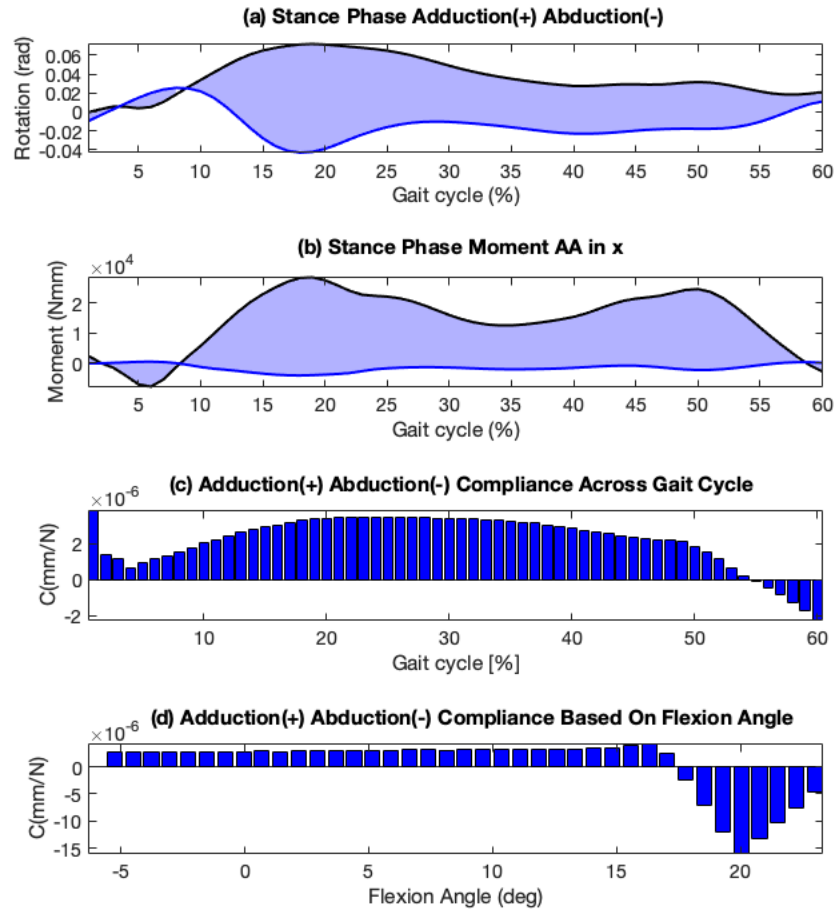 (a) Stance Phase Adduction(+) Abduction(-)
Rotation (rad)
0.06
0.04
0.02
0
-0.02
-0.04
5 10 15 20 25 30 35 40 45 50 55 60
Gait cycle (%)
(b) Stance Phase Moment AA in x
×10⁴
Moment (Nmm)
2
1
0
5 10 15 20 25 30 35 40 45 50 55 60
Gait cycle (%)
(c) Adduction(+) Abduction(-) Compliance Across Gait Cycle
×10⁻⁶
C(mm/N)
2
0
-2
10 20 30 40 50 60
Gait cycle [%]
(d) Adduction(+) Abduction(-) Compliance Based On Flexion Angle
×10⁻⁶
C(mm/N)
0
-5
-10
-15
-5 0 5 10 15 20
Flexion Angle (deg)